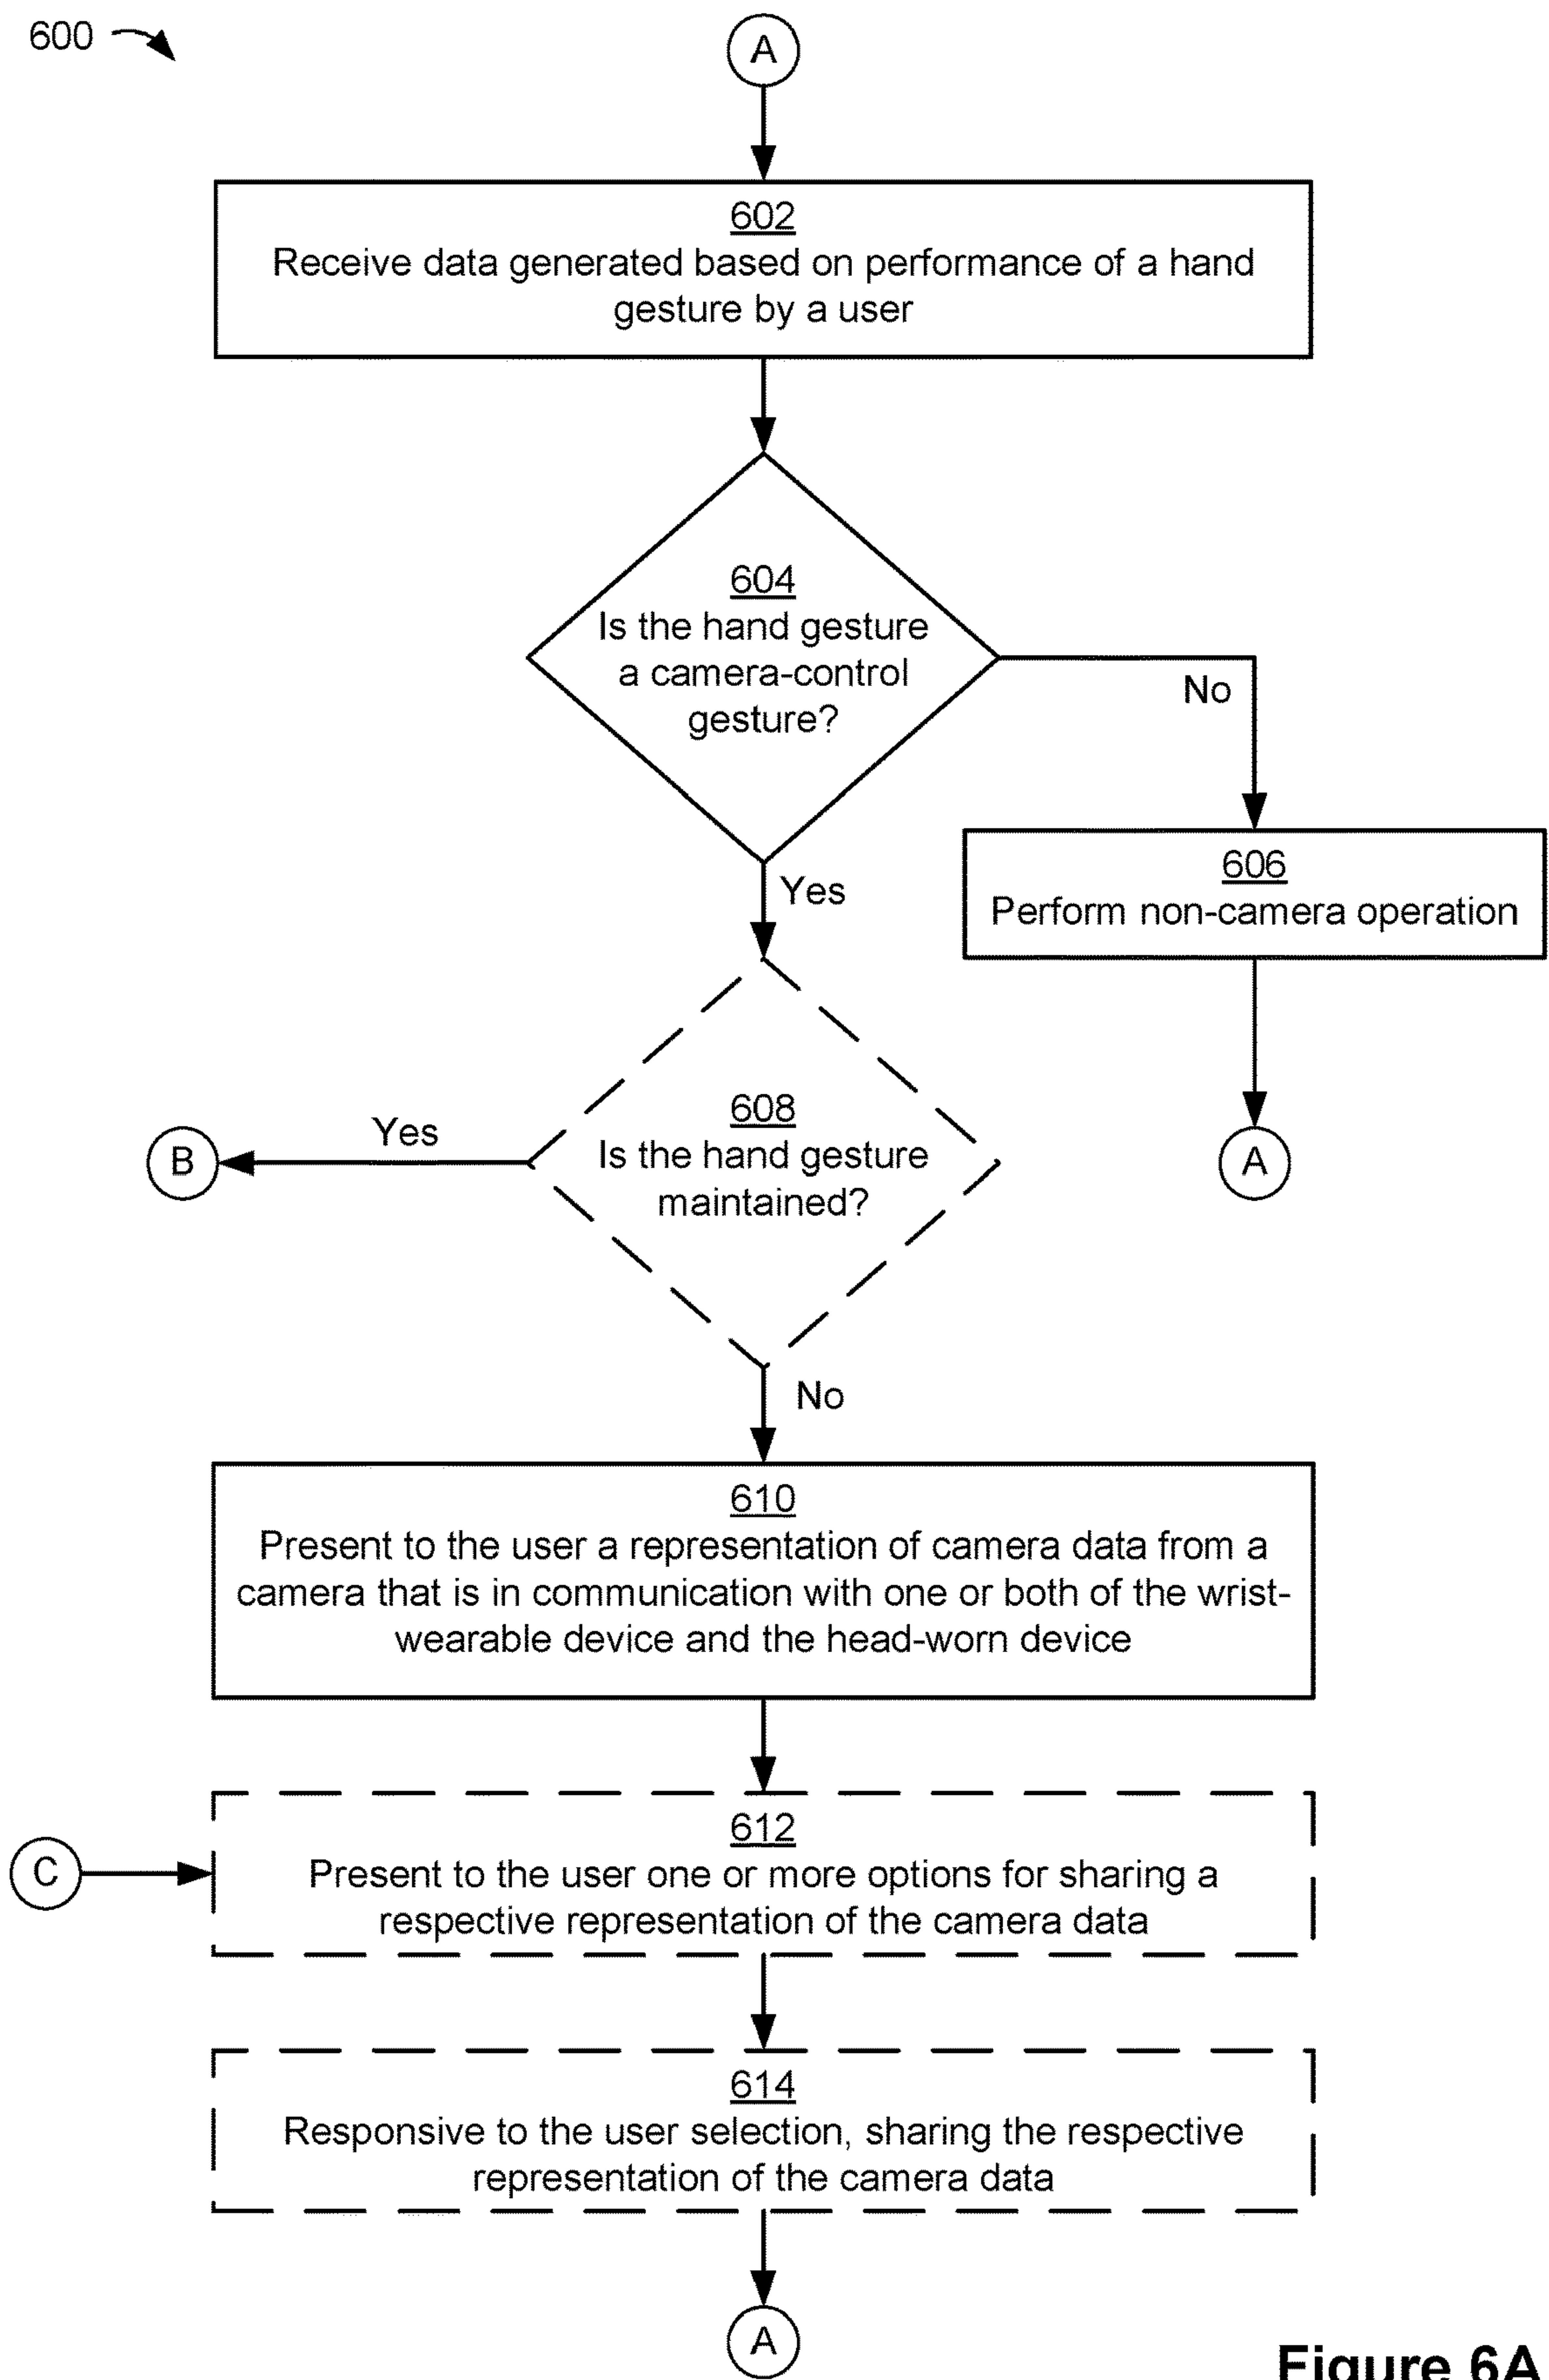 600
A
602
Receive data generated based on performance of a hand
gesture by a user
604
Is the hand gesture
a camera-control
gesture?
No
606
Perform non-camera operation
Yes
608
Is the hand gesture
maintained?
Yes
B
A
No
610
Present to the user a representation of camera data from a
camera that is in communication with one or both of the wrist-
wearable device and the head-worn device
612
Present to the user one or more options for sharing a
respective representation of the camera data
C
614
Responsive to the user selection, sharing the respective
representation of the camera data
A
Figure 6A